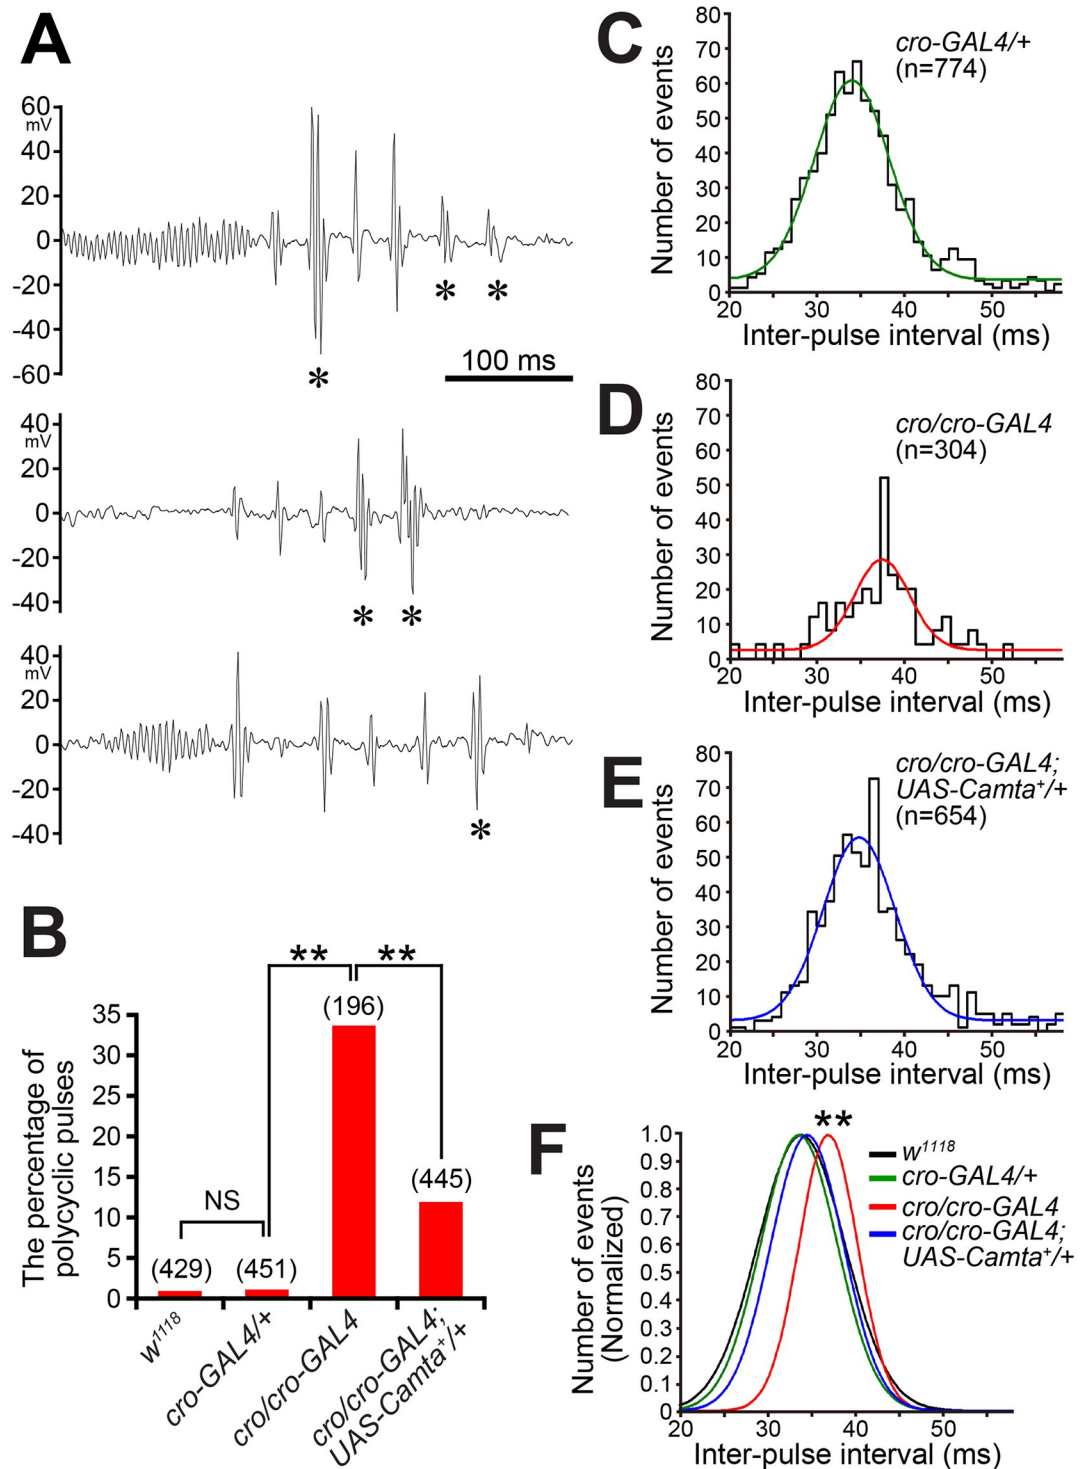 A
60
mV
40
20
0
-20
-40
-60
*
*
*
100 ms
40
mV
20
0
-20
-40
*
*
40
mV
20
0
-20
-40
*
B
The percentage of
polycyclic pulses
35
30
25
20
15
10
5
0
NS
**
**
(429)
(451)
(196)
(445)
w1118
cro-GAL4/+
cro/cro-GAL4
cro/cro-GAL4;
UAS-Camta+/+
C
Number of events
80
70
60
50
40
30
20
10
0
cro-GAL4/+
(n=774)
20 30 40 50
Inter-pulse interval (ms)
D
Number of events
80
70
60
50
40
30
20
10
0
cro/cro-GAL4
(n=304)
20 30 40 50
Inter-pulse interval (ms)
E
Number of events
80
70
60
50
40
30
20
10
0
cro/cro-GAL4;
UAS-Camta+/+
(n=654)
20 30 40 50
Inter-pulse interval (ms)
F
Number of events
(Normalized)
1.0
0.9
0.8
0.7
0.6
0.5
0.4
0.3
0.2
0.1
0
**
w1118
cro-GAL4/+
cro/cro-GAL4
cro/cro-GAL4;
UAS-Camta+/+
20 30 40 50
Inter-pulse interval (ms)